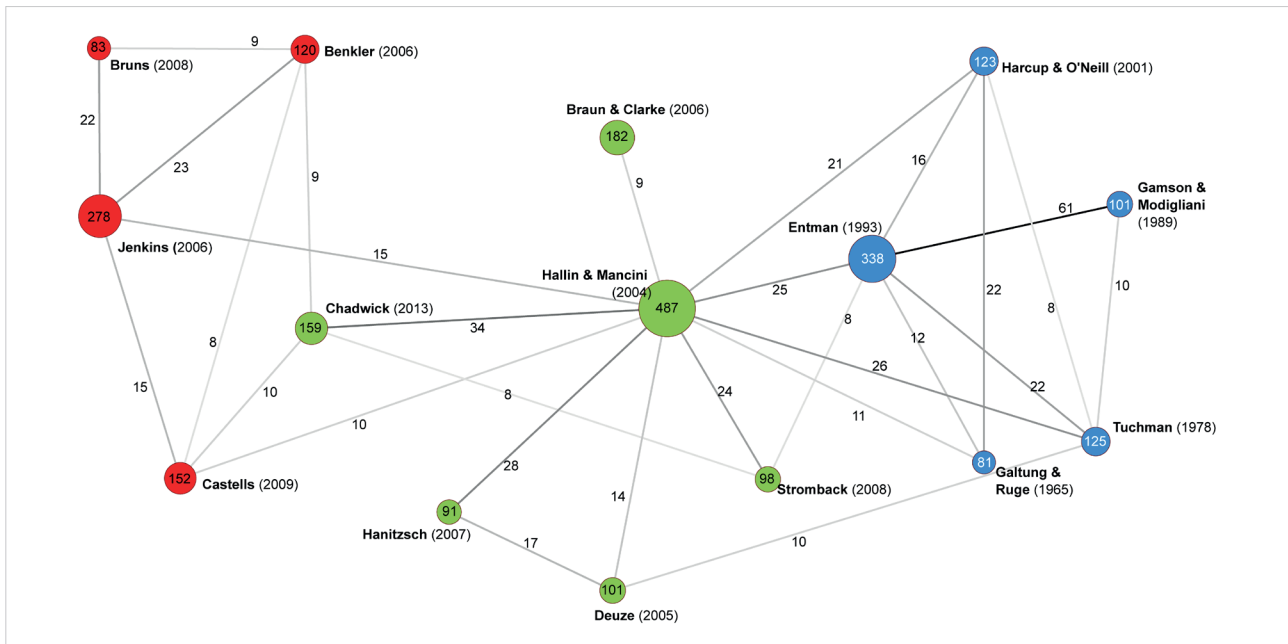 83
9
120
Benkler (2006)
Bruns (2008)
123
Harcup & O'Neill (2001)
Braun & Clarke (2006)
22
182
21
16
23
9
9
Gamson &
101
Modigliani
(1989)
61
278
Jenkins (2006)
Entman (1993)
338
15
Hallin & Mancini
(2004)
487
25
22
8
10
Chadwick (2013)
159
34
8
12
8
26
15
10
24
22
8
10
11
Tuchman (1978)
125
28
81
Galtung &
Ruge (1965)
152
Castells (2009)
98
Stromback (2008)
14
91
Hanitzsch (2007)
17
10
101
Deuze (2005)